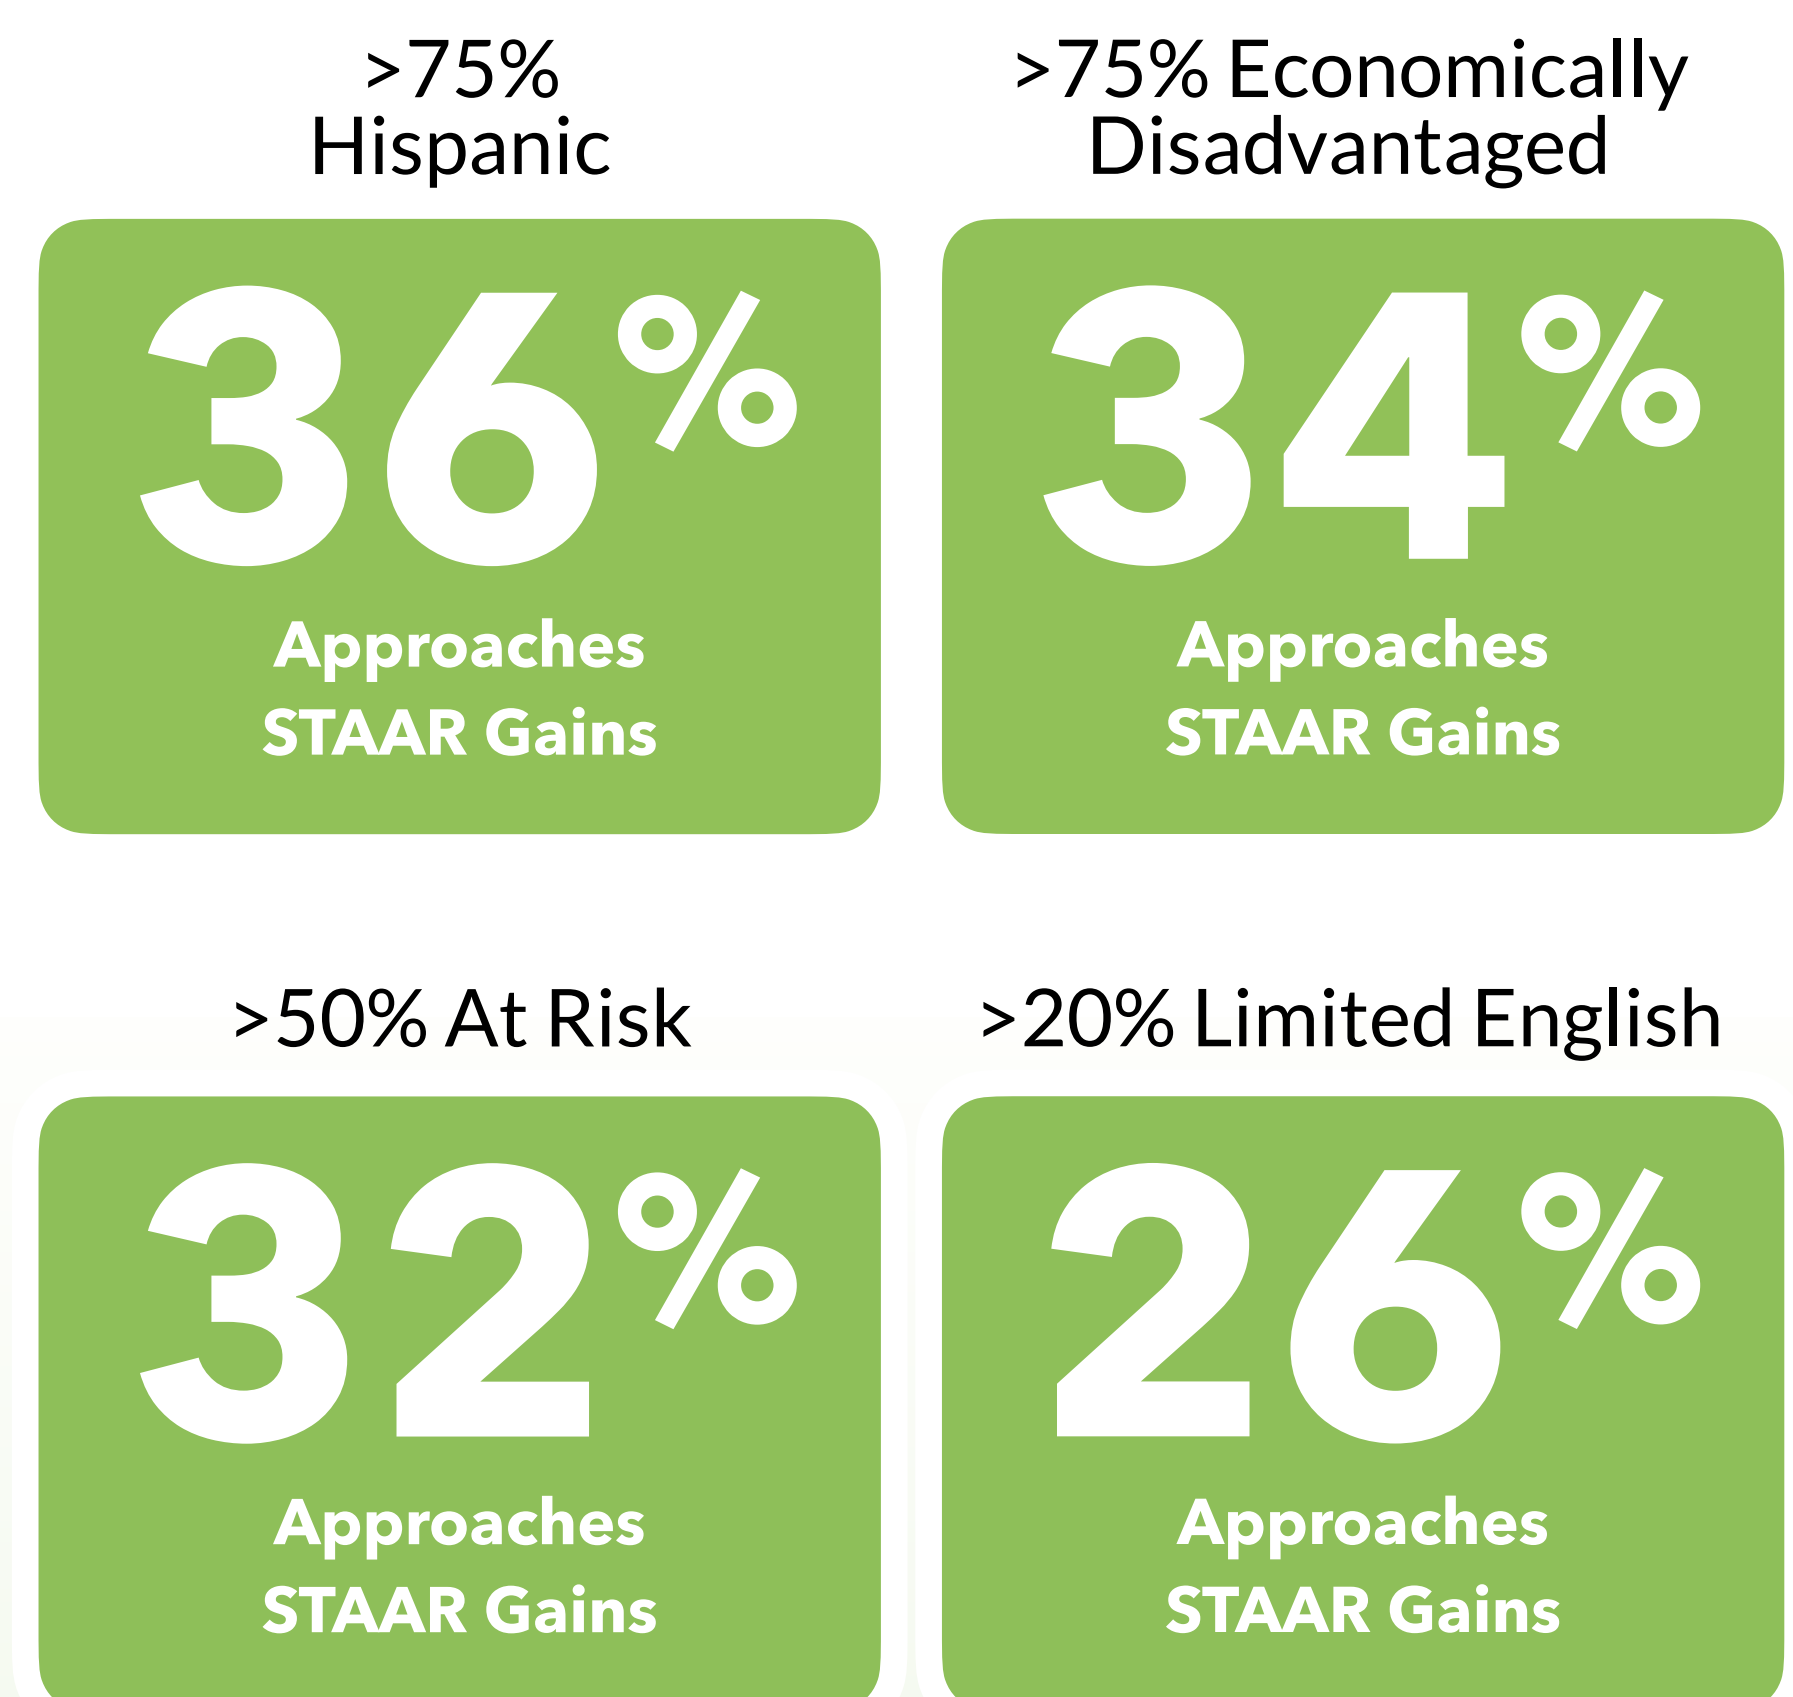 >75%
Hispanic
36%
Approaches
STAAR Gains
>75% Economically
Disadvantaged
34%
Approaches
STAAR Gains
>50% At Risk
32%
Approaches
STAAR Gains
>20% Limited English
26%
Approaches
STAAR Gains